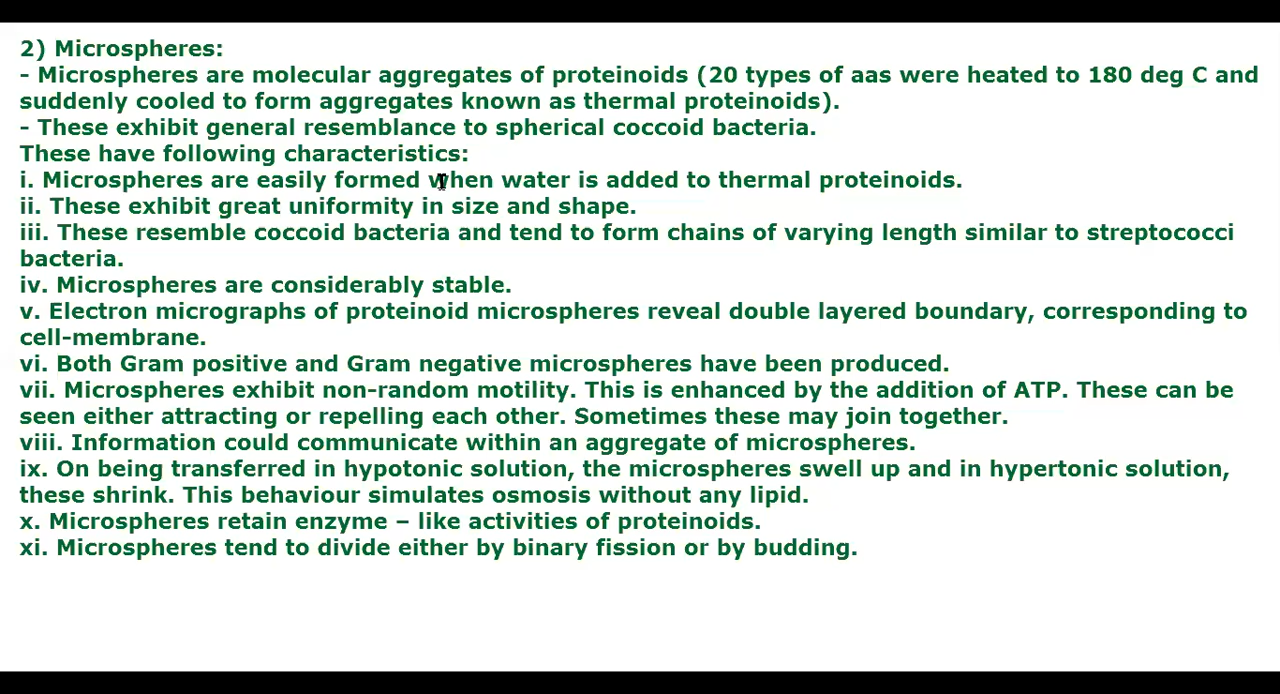 2) Microspheres:
- Microspheres are molecular aggregates of proteinoids (20 types of aas were heated to 180 deg C and
suddenly cooled to form aggregates known as thermal proteinoids).
- These exhibit general resemblance to spherical coccoid bacteria.
These have following characteristics:
i. Microspheres are easily formed when water is added to thermal proteinoids.
ii. These exhibit great uniformity in size and shape.
iii. These resemble coccoid bacteria and tend to form chains of varying length similar to streptococci
bacteria.
iv. Microspheres are considerably stable.
v. Electron micrographs of proteinoid microspheres reveal double layered boundary, corresponding to
cell-membrane.
vi. Both Gram positive and Gram negative microspheres have been produced.
vii. Microspheres exhibit non-random motility. This is enhanced by the addition of ATP. These can be
seen either attracting or repelling each other. Sometimes these may join together.
viii. Information could communicate within an aggregate of microspheres.
ix. On being transferred in hypotonic solution, the microspheres swell up and in hypertonic solution,
these shrink. This behaviour simulates osmosis without any lipid.
x. Microspheres retain enzyme – like activities of proteinoids.
xi. Microspheres tend to divide either by binary fission or by budding.